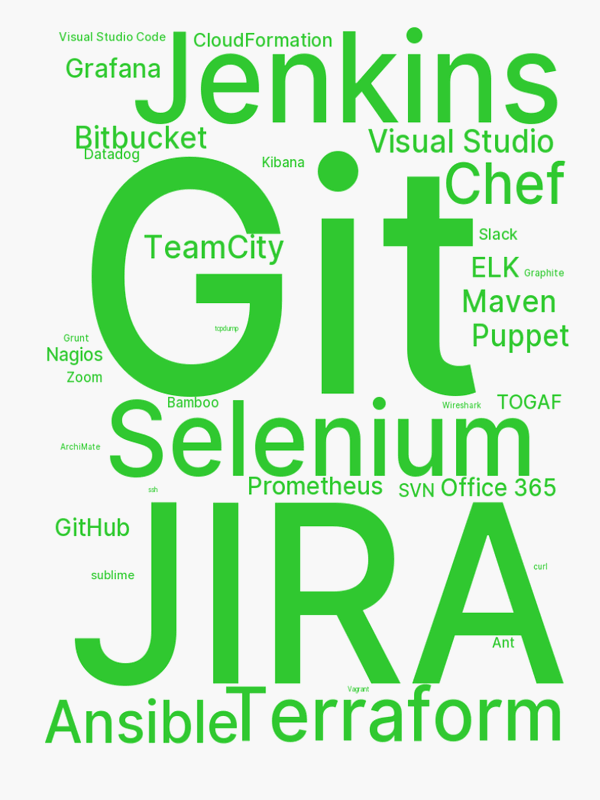 Visual Studio Code
CloudFormation
Jenkins
Grafana
Bitbucket
Visual Studio
Datadog
Kibana
Git
Chef
TeamCity
Slack
ELK
Graphite
Maven
tcpdump
Puppet
Grunt
Nagios
Zoom
Bamboo
Wireshark
TOGAF
Selenium
ArchiMate
Prometheus
SVN
Office 365
ssh
JIRA
GitHub
curl
sublime
Ant
Vagrant
Ansible
Terraform